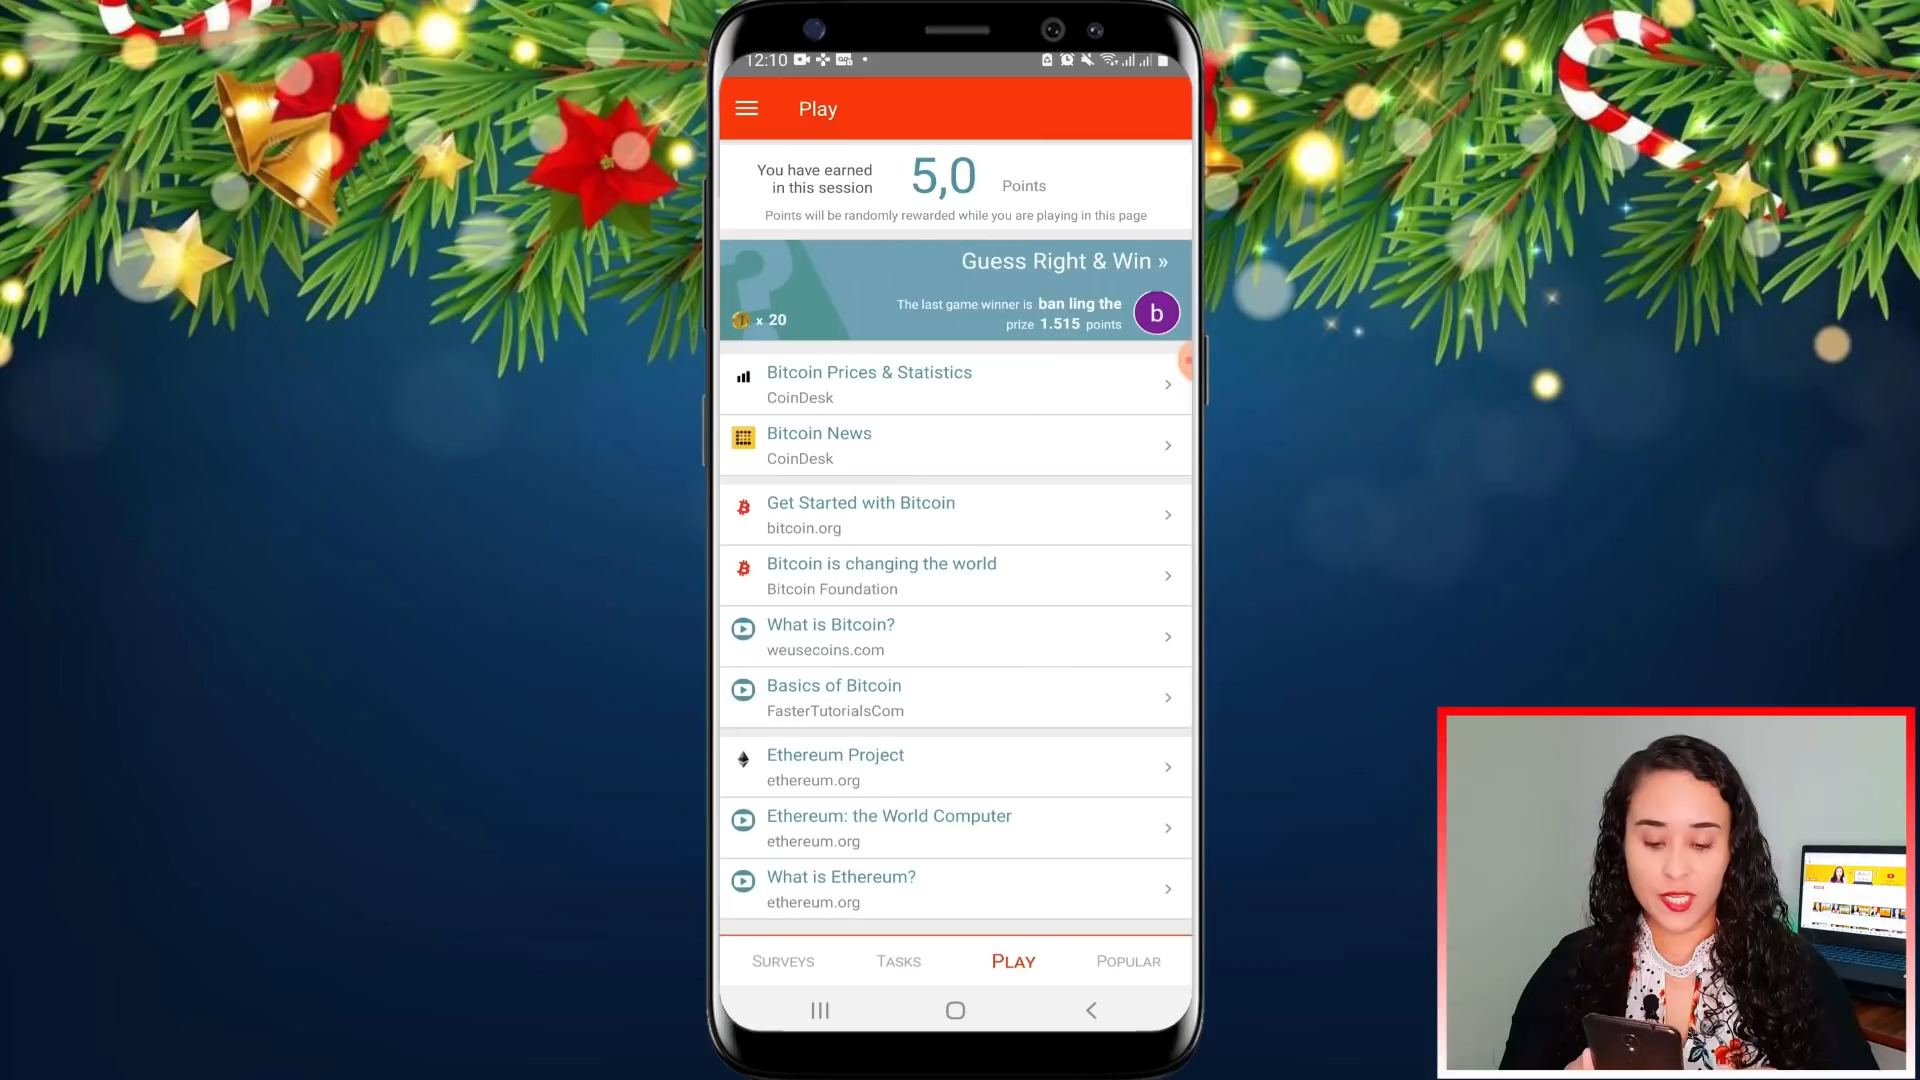 12:10
Play
You have earned
in this session
5,0
Points
Points will be randomly rewarded while you are playing in this page
Guess Right & Win »
The last game winner is ban ling the
prize 1.515 points
b
x 20
Bitcoin Prices & Statistics
CoinDesk
Bitcoin News
CoinDesk
Get Started with Bitcoin
bitcoin.org
Bitcoin is changing the world
Bitcoin Foundation
What is Bitcoin?
weusecoins.com
Basics of Bitcoin
FasterTutorialsCom
Ethereum Project
ethereum.org
Ethereum: the World Computer
ethereum.org
What is Ethereum?
ethereum.org
SURVEYS
TASKS
PLAY
POPULAR